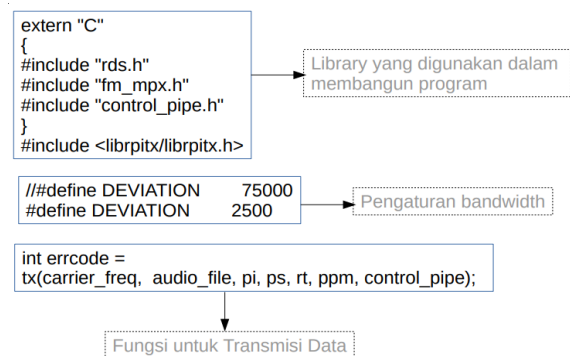 extern "C"
{
#include "rds.h"
#include "fm_mpx.h"
#include "control_pipe.h"
}
#include <librpitx/librpitx.h>
Library yang digunakan dalam
membangun program
//#define DEVIATION 75000
#define DEVIATION 2500
Pengaturan bandwidth
int errcode =
tx(carrier_freq, audio_file, pi, ps, rt, ppm, control_pipe);
Fungsi untuk Transmisi Data